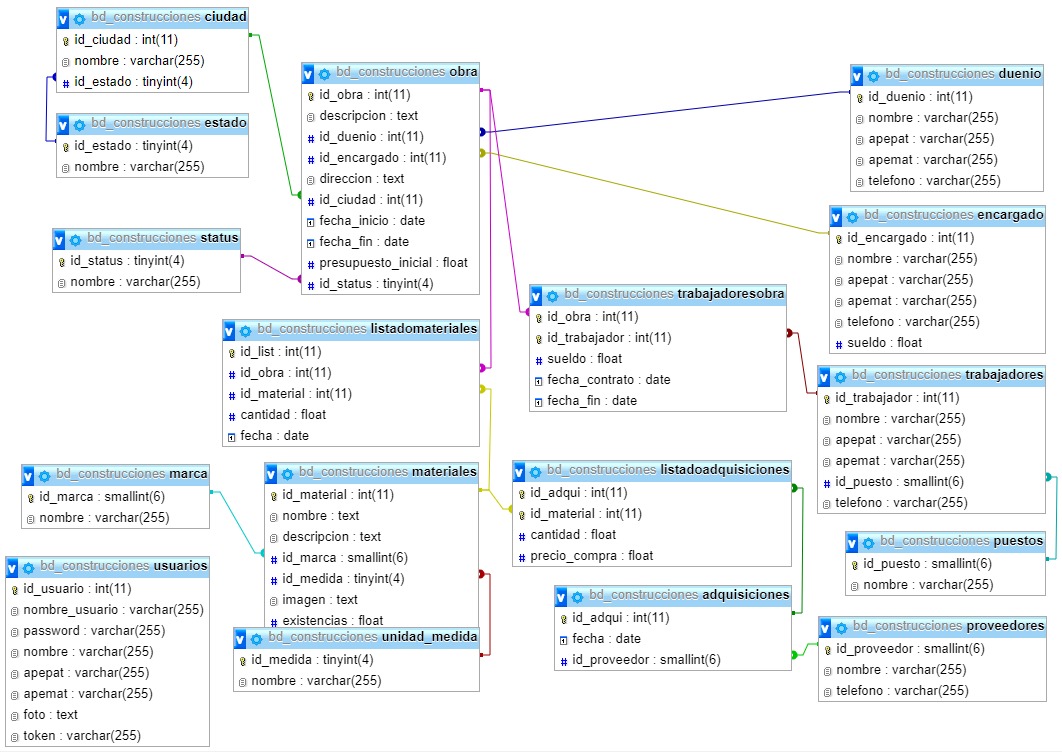 bd_construcciones ciudad
id_ciudad : int(11)
nombre : varchar(255)
id_estado : tinyint(4)
bd_construcciones estado
id_estado : tinyint(4)
nombre : varchar(255)
bd_construcciones obra
id_obra : int(11)
descripcion : text
id_duenio : int(11)
id_encargado : int(11)
direccion : text
id_ciudad : int(11)
fecha_inicio : date
fecha_fin : date
presupuesto_inicial : float
id_status : tinyint(4)
bd_construcciones duenio
id_duenio : int(11)
nombre : varchar(255)
apepat : varchar(255)
apemat : varchar(255)
telefono : varchar(255)
bd_construcciones encargado
id_encargado : int(11)
nombre : varchar(255)
apepat : varchar(255)
apemat : varchar(255)
telefono : varchar(255)
sueldo : float
bd_construcciones status
id_status : tinyint(4)
nombre : varchar(255)
bd_construcciones trabajadoresobra
id_obra : int(11)
id_trabajador : int(11)
sueldo : float
fecha_contrato : date
fecha_fin : date
bd_construcciones listadomateriales
id_list : int(11)
id_obra : int(11)
id_material : int(11)
cantidad : float
fecha : date
bd_construcciones trabajadores
id_trabajador : int(11)
nombre : varchar(255)
apepat : varchar(255)
apemat : varchar(255)
id_puesto : smallint(6)
telefono : varchar(255)
bd_construcciones marca
id_marca : smallint(6)
nombre : varchar(255)
bd_construcciones materiales
id_material : int(11)
nombre : text
descripcion : text
id_marca : smallint(6)
id_medida : tinyint(4)
imagen : text
existencias : float
bd_construcciones listadoadquisiciones
id_adqui : int(11)
id_material : int(11)
cantidad : float
precio_compra : float
bd_construcciones puestos
id_puesto : smallint(6)
nombre : varchar(255)
bd_construcciones usuarios
id_usuario : int(11)
nombre_usuario : varchar(255)
password : varchar(255)
nombre : varchar(255)
apepat : varchar(255)
apemat : varchar(255)
foto : text
token : varchar(255)
bd_construcciones unidad_medida
id_medida : tinyint(4)
nombre : varchar(255)
bd_construcciones adquisiciones
id_adqui : int(11)
fecha : date
id_proveedor : smallint(6)
bd_construcciones proveedores
id_proveedor : smallint(6)
nombre : varchar(255)
telefono : varchar(255)